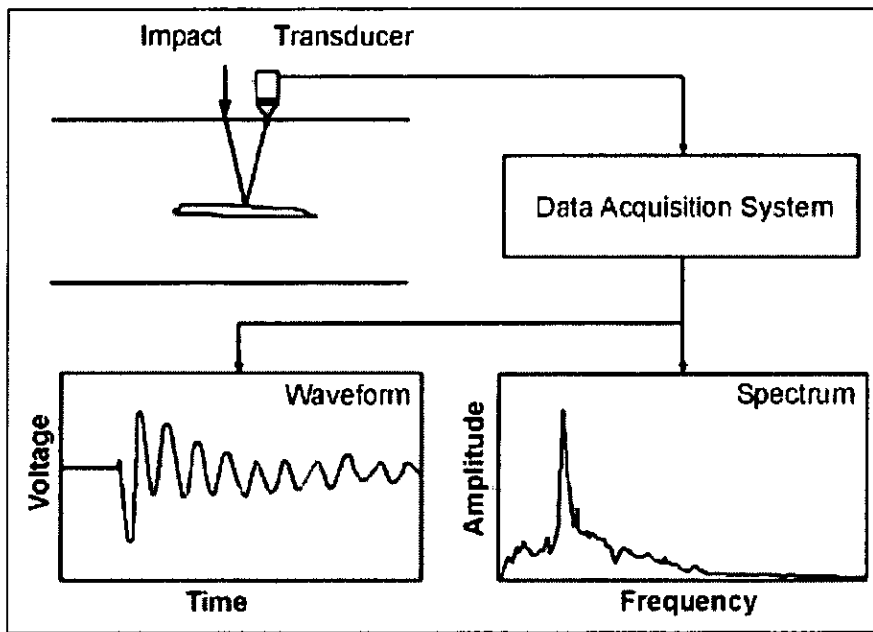 Impact Transducer
Data Acquisition System
Waveform
Voltage
Time
Spectrum
Amplitude
Frequency